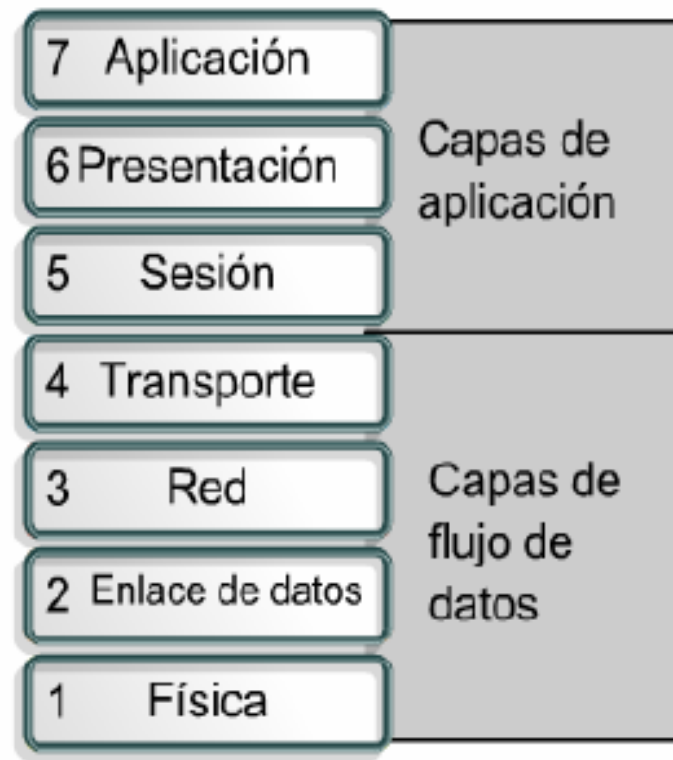 7 Aplicación
6 Presentación
5 Sesión
4 Transporte
3 Red
2 Enlace de datos
1 Física
Capas de
aplicación
Capas de
flujo de
datos